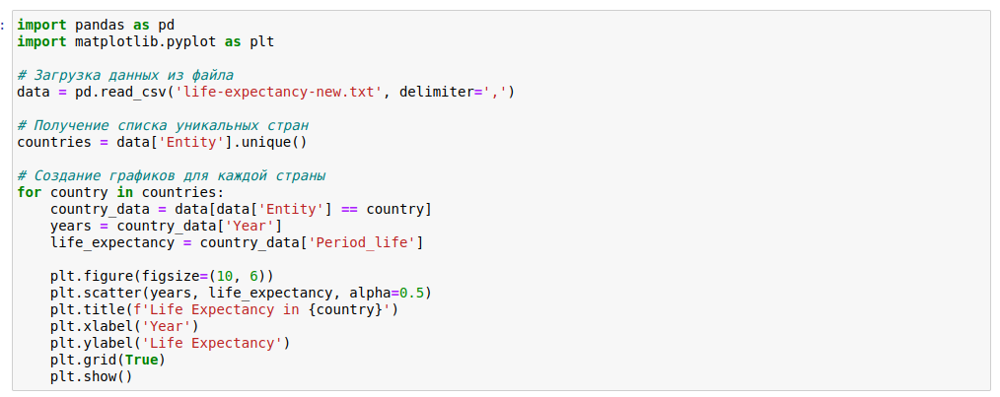 :
import pandas as pd
import matplotlib.pyplot as plt

# Загрузка данных из файла
data = pd.read_csv('life-expectancy-new.txt', delimiter=',')

# Получение списка уникальных стран
countries = data['Entity'].unique()

# Создание графиков для каждой страны
for country in countries:
    country_data = data[data['Entity'] == country]
    years = country_data['Year']
    life_expectancy = country_data['Period_life']

    plt.figure(figsize=(10, 6))
    plt.scatter(years, life_expectancy, alpha=0.5)
    plt.title(f'Life Expectancy in {country}')
    plt.xlabel('Year')
    plt.ylabel('Life Expectancy')
    plt.grid(True)
    plt.show()